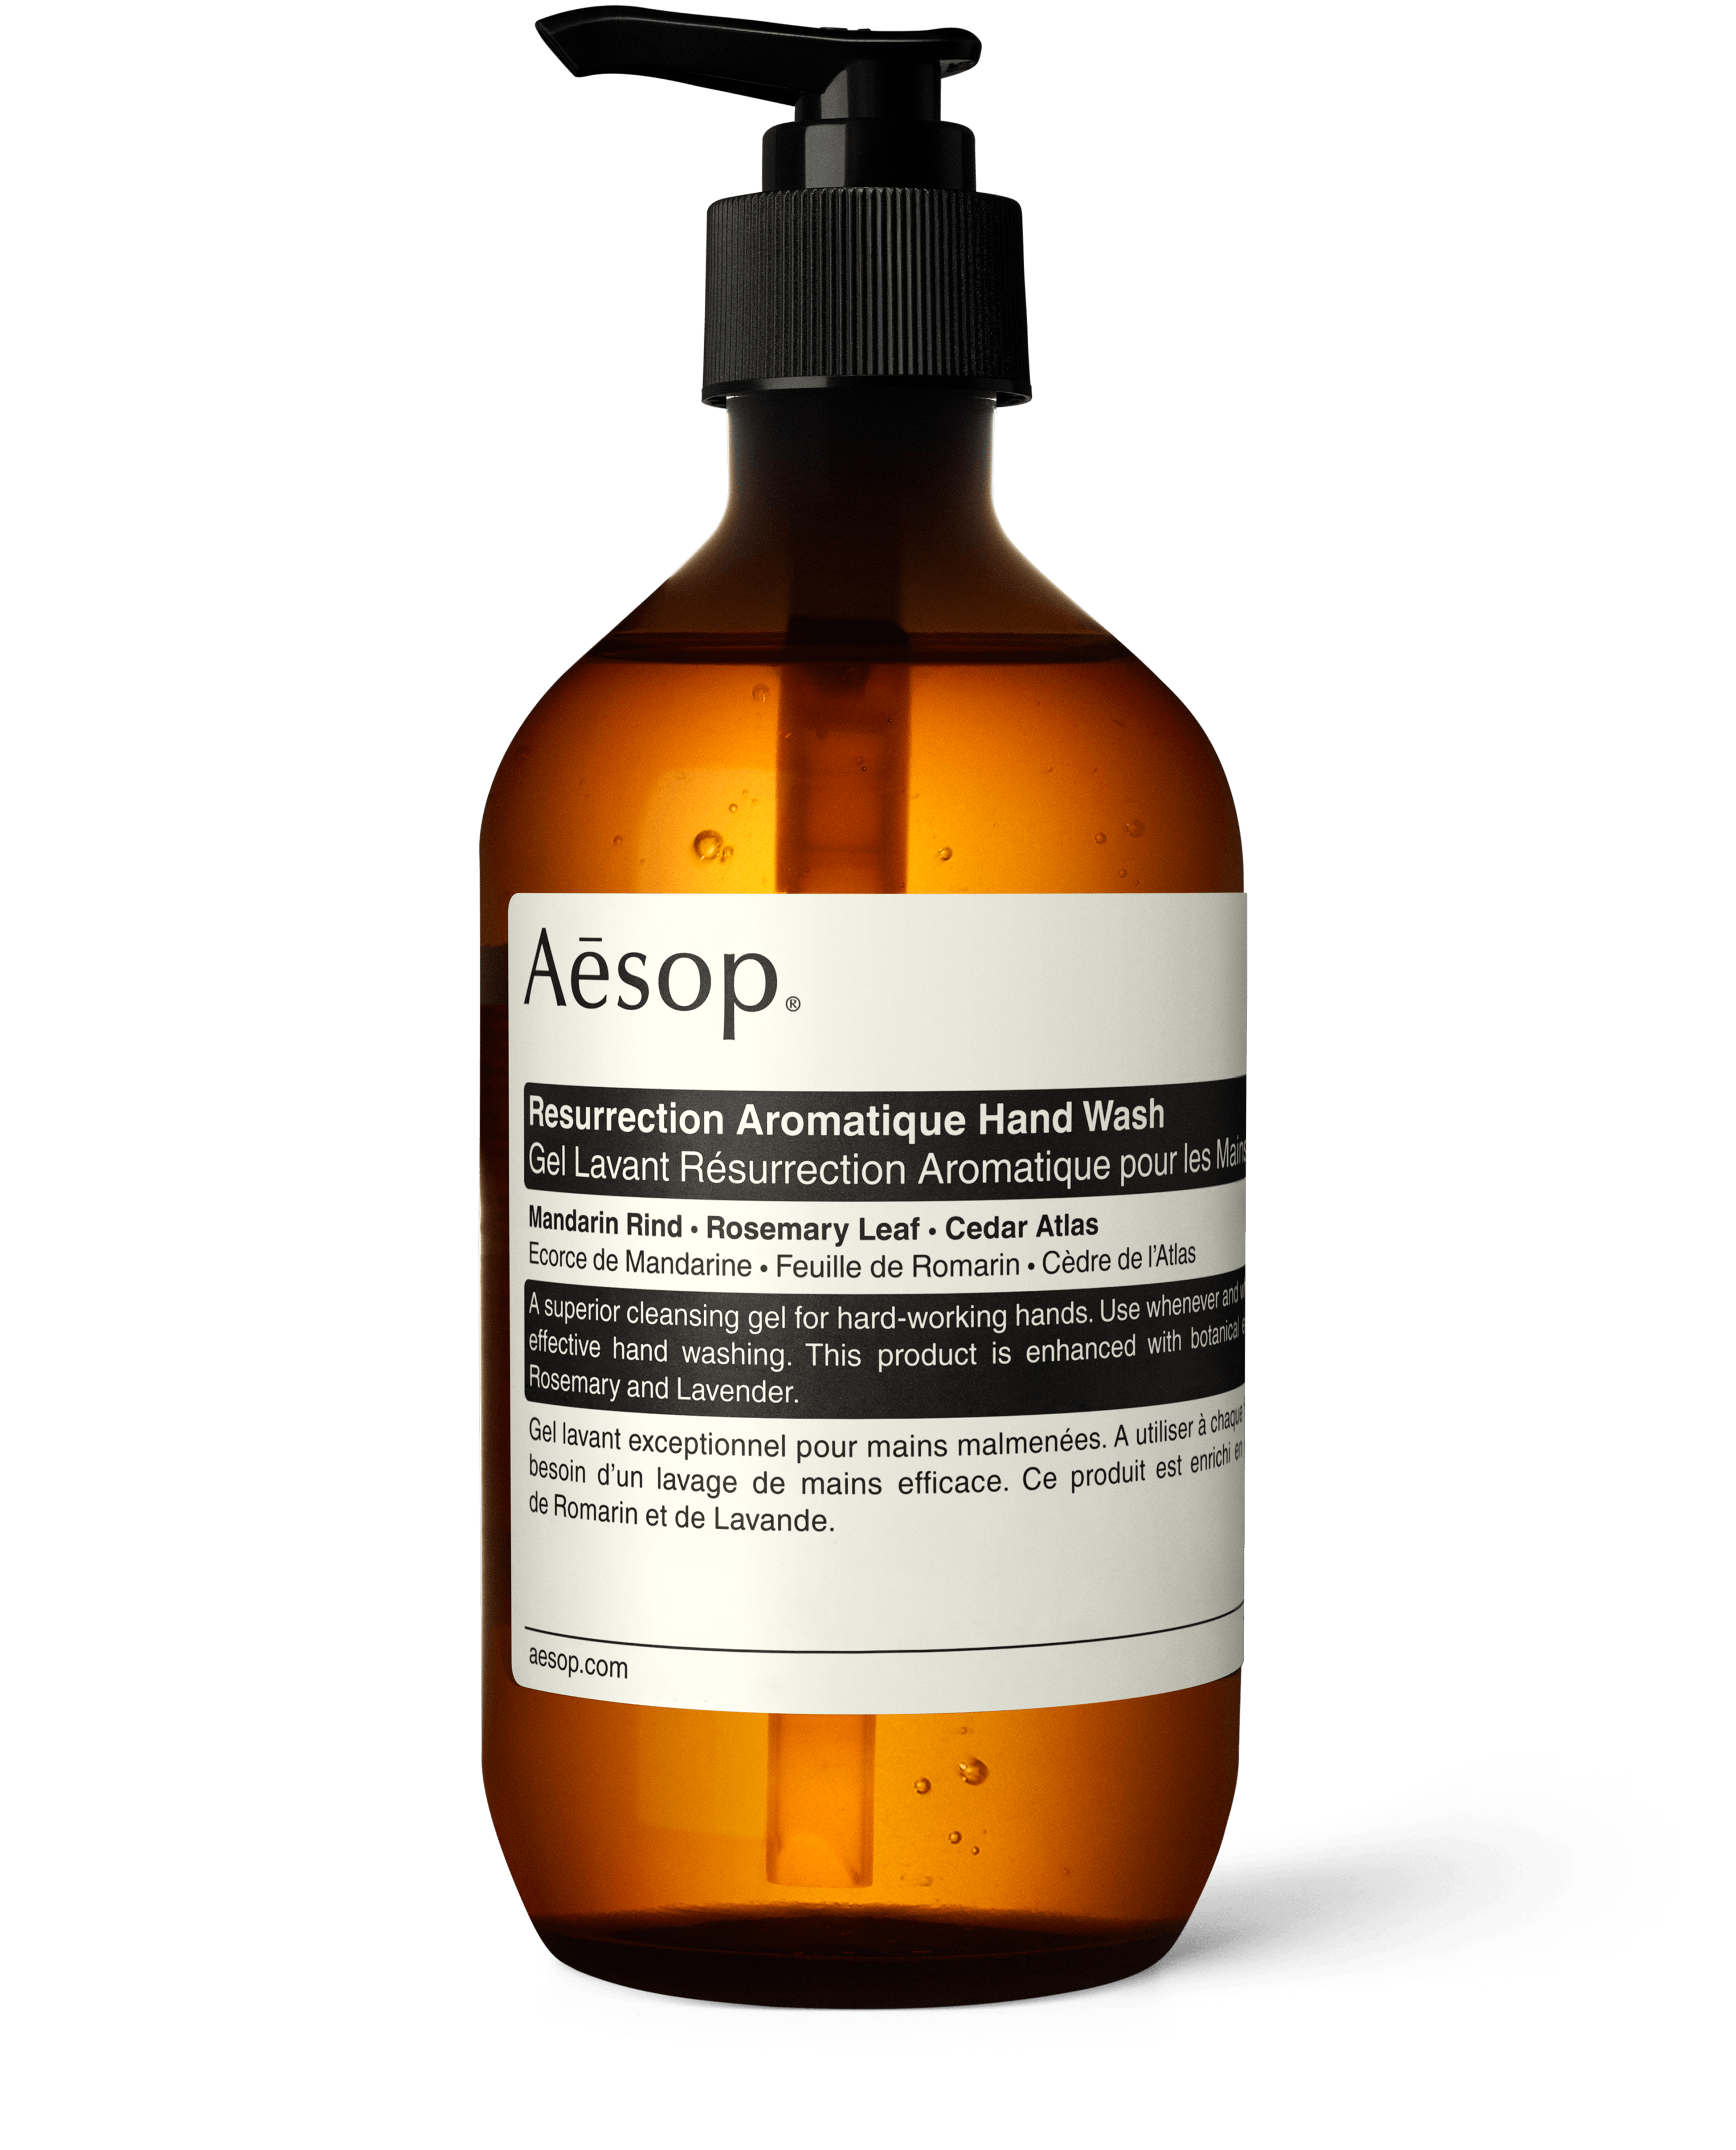 Aēsop®
Resurrection Aromatique Hand Wash
Gel Lavant Résurrection Aromatique pour les Mains
Mandarin Rind • Rosemary Leaf • Cedar Atlas
Ecorce de Mandarine • Feuille de Romarin • Cèdre de l’Atlas
A superior cleansing gel for hard-working hands. Use whenever and
effective hand washing. This product is enhanced with botanical
Rosemary and Lavender.
Gel lavant exceptionnel pour mains malmenées. A utiliser à chaque
besoin d’un lavage de mains efficace. Ce produit est enrichi en
de Romarin et de Lavande.
aesop.com